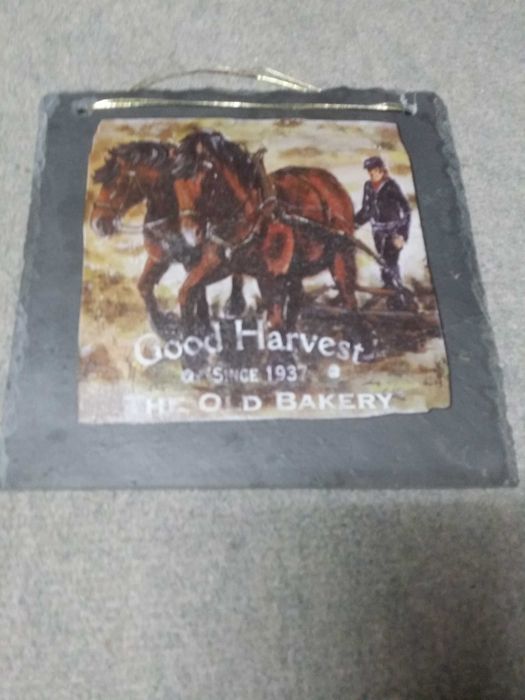 Good Harvest
SINCE 1937
THE OLD BAKERY